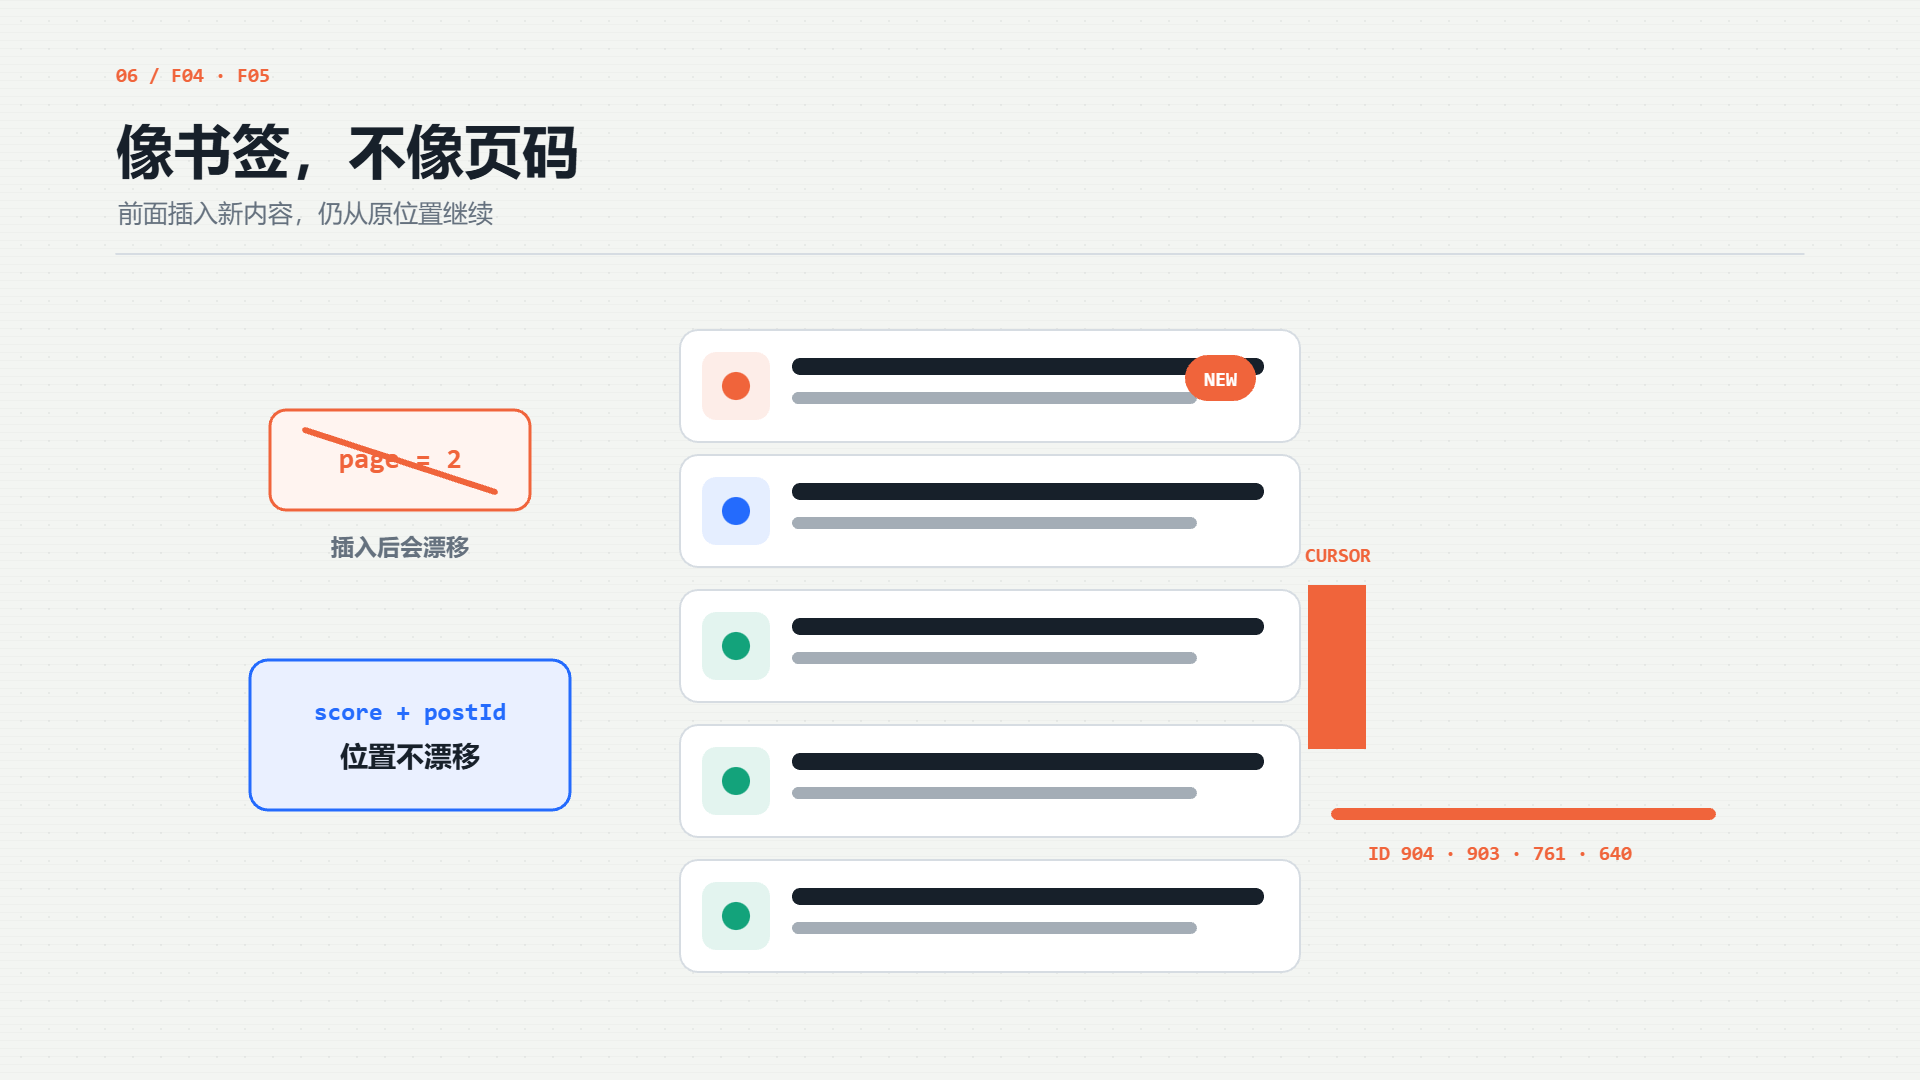 06 / F04 · F05
像书签，不像页码
前面插入新内容，仍从原位置继续
NEW
page = 2
插入后会漂移
CURSOR
score + postId
位置不漂移
ID 904 · 903 · 761 · 640